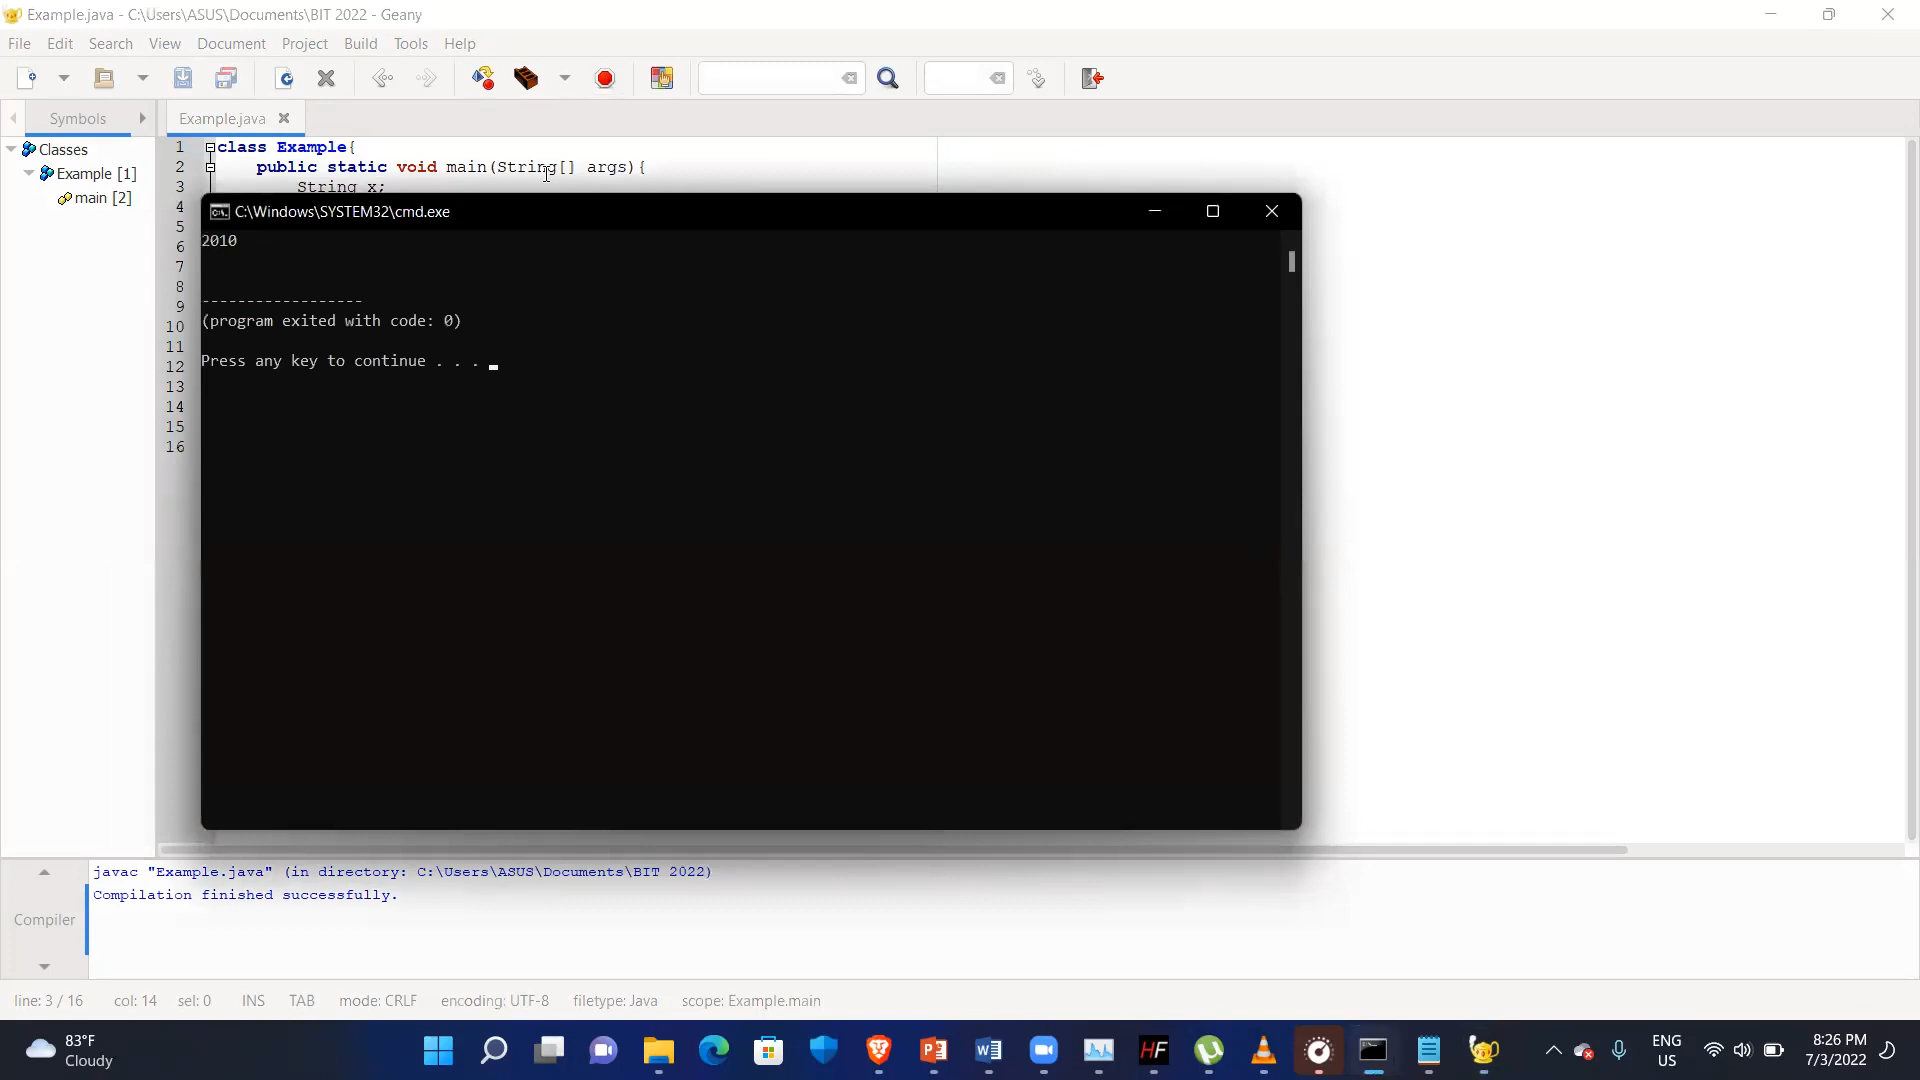 Example.java - C:\Users\ASUS\Documents\BIT 2022 - Geany
File Edit Search View Document Project Build Tools Help
Symbols
Example.java
Classes
Example [1]
main [2]
1 class Example{
2 public static void main(String[] args){
3 String x;
4
5
6
7
8
9
10
11
12
13
14
15
16
C:\Windows\SYSTEM32\cmd.exe
2010
------------------
(program exited with code: 0)
Press any key to continue . . .
Compiler
javac "Example.java" (in directory: C:\Users\ASUS\Documents\BIT 2022)
Compilation finished successfully.
line: 3 / 16 col: 14 sel: 0 INS TAB mode: CRLF encoding: UTF-8 filetype: Java scope: Example.main
83°F
Cloudy
HF
ENG
US
8:26 PM
7/3/2022